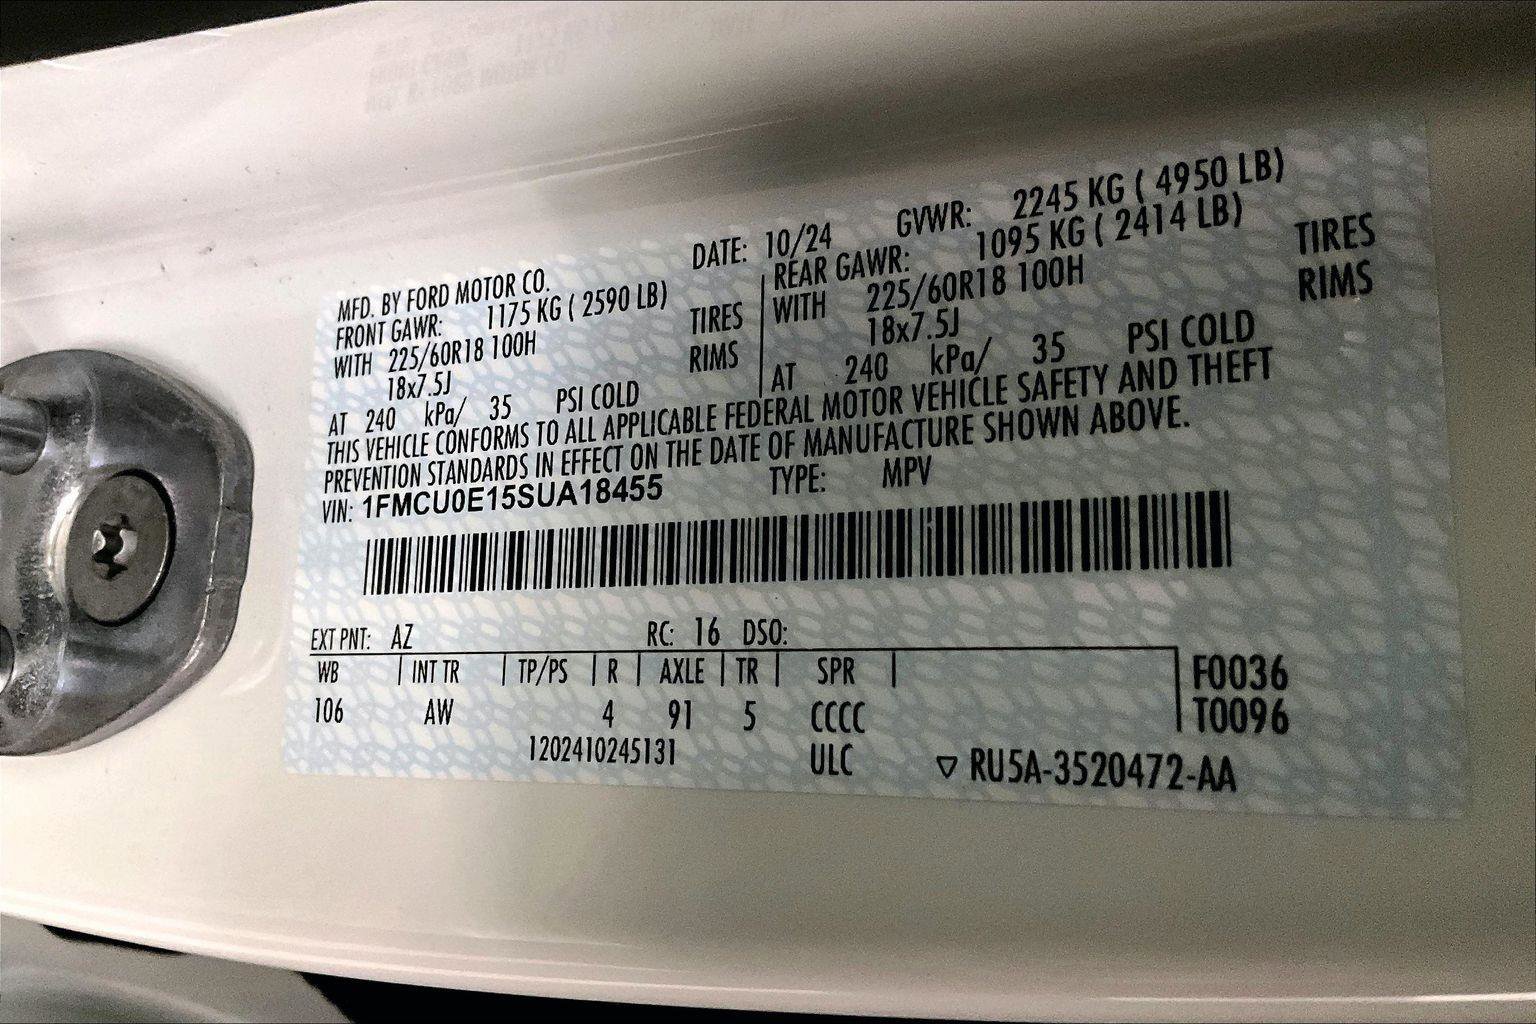 MFD. BY FORD MOTOR CO. DATE: 10/24 GVWR: 2245 KG ( 4950 LB)
FRONT GAWR: 1175 KG ( 2590 LB) REAR GAWR: 1095 KG ( 2414 LB)
WITH 225/60R18 100H TIRES WITH 225/60R18 100H TIRES
18x7.5J RIMS 18x7.5J RIMS
AT 240 kPa/ 35 PSI COLD AT 240 kPa/ 35 PSI COLD
THIS VEHICLE CONFORMS TO ALL APPLICABLE FEDERAL MOTOR VEHICLE SAFETY AND THEFT
PREVENTION STANDARDS IN EFFECT ON THE DATE OF MANUFACTURE SHOWN ABOVE.
VIN: 1FMCU0E15SUA18455 TYPE: MPV
EXT PNT: AZ RC: 16 DSO:
WB INT TR TP/PS R AXLE TR SPR F0036
106 AW 4 91 5 CCCC T0096
1202410245131 ULC ▽ RU5A-3520472-AA